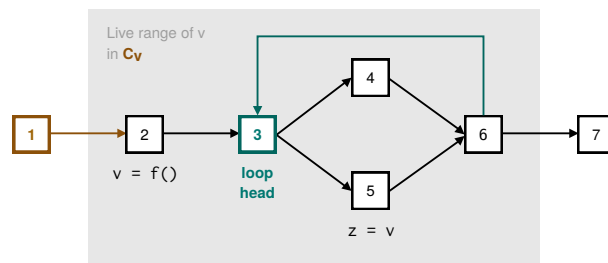 Live range of v
in Cv
4
1
2
3
6
7
v = f()
loop
head
5
z = v